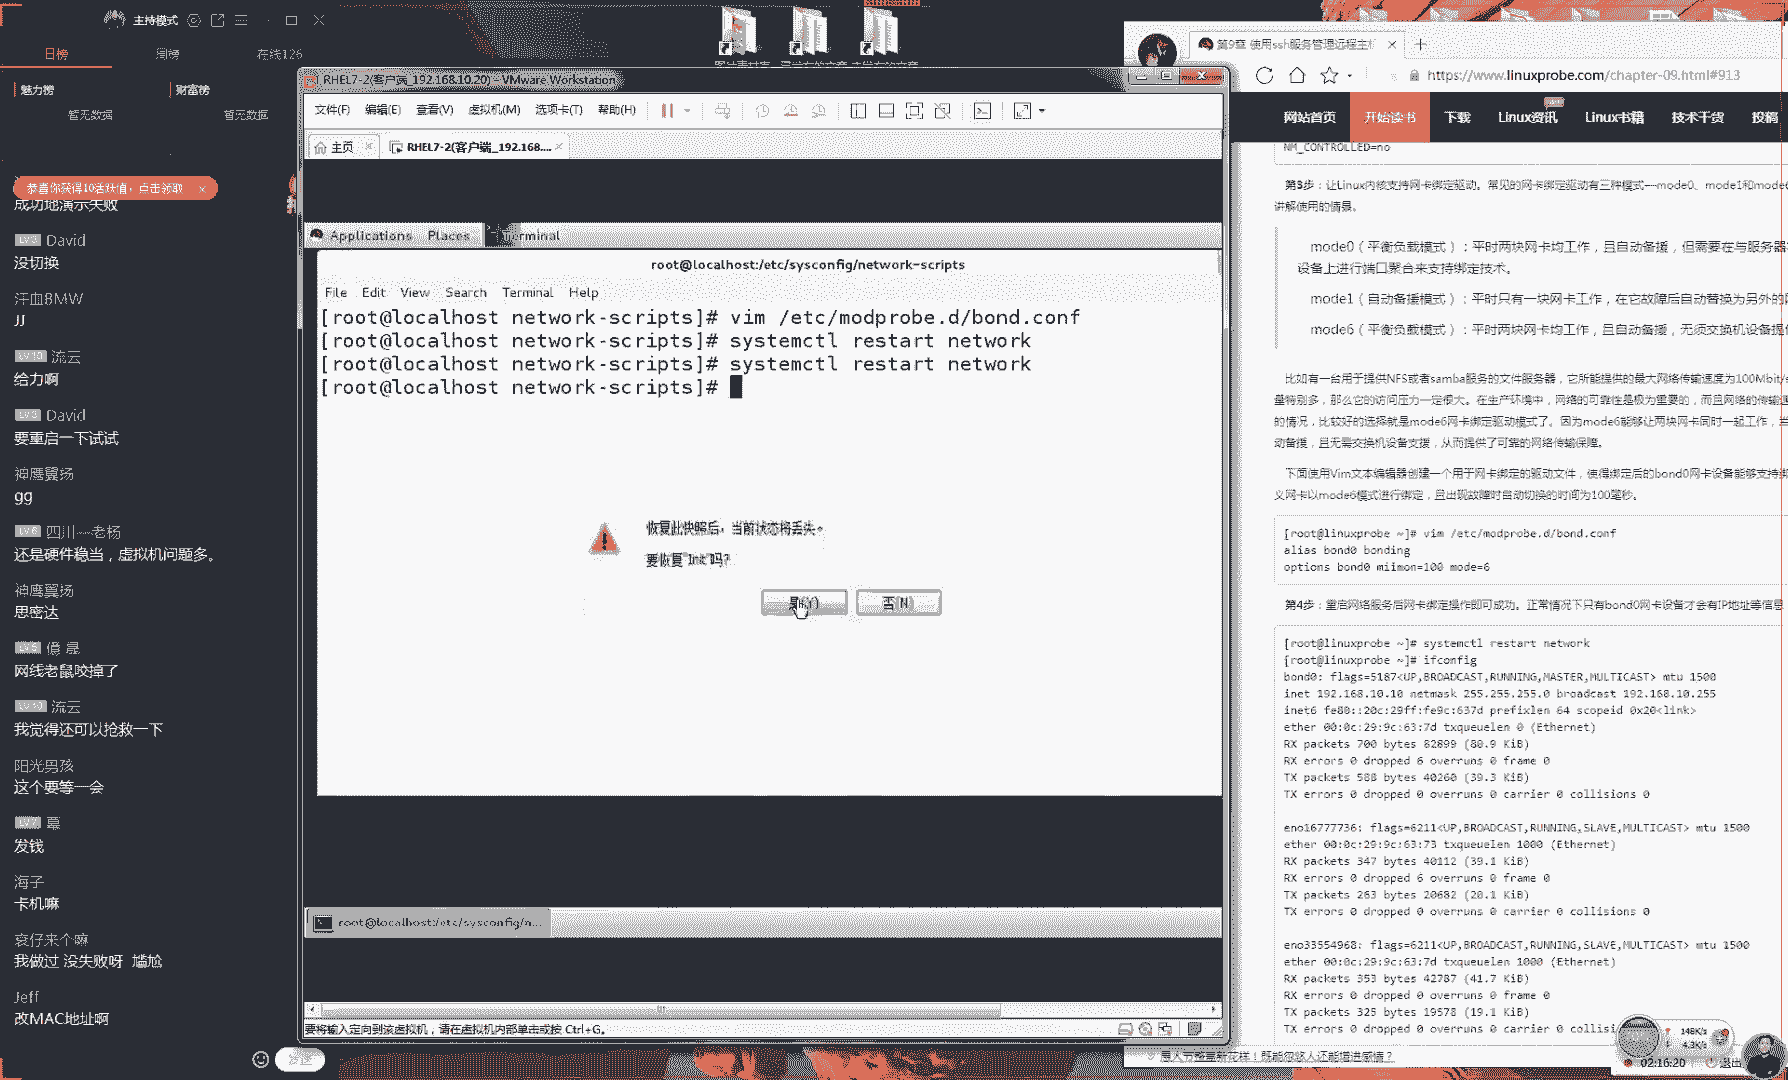 主持模式
日榜
周榜
在线126
魅力榜
财富榜
暂无数据
暂无数据
恭喜你获得10活跃值，点击领取
成功地演示失败
David
没切换
汗血BMW
JJ
流云
给力啊
David
要重启一下试试
神鹰翼扬
gg
四川---老杨
还是硬件稳当，虚拟机问题多。
神鹰翼扬
思密达
億 晟
网线老鼠咬掉了
流云
我觉得还可以抢救一下
阳光男孩
这个要等一会
发钱
海子
卡机嘛
袁仔来个嘛
我做过 没失败呀 尴尬
Jeff
改MAC地址啊
RHEL7-2(客户端_192.168.10.20) - VMware Workstation
文件(F) 编辑(E) 查看(V) 虚拟机(M) 选项卡(T) 帮助(H)
主页
RHEL7-2(客户端_192.168....
Applications Places Terminal
root@localhost:/etc/sysconfig/network-scripts
File Edit View Search Terminal Help
[root@localhost network-scripts]# vim /etc/modprobe.d/bond.conf
[root@localhost network-scripts]# systemctl restart network
[root@localhost network-scripts]# systemctl restart network
[root@localhost network-scripts]#
恢复此快照后，当前状态将丢失。
要恢复"Init"吗?
是(Y) 否(N)
root@localhost:/etc/sysconfig/n...
要将输入定向到该虚拟机，请在虚拟机内部单击或按 Ctrl+G。
第9章 使用ssh服务管理远程主机
https://www.linuxprobe.com/chapter-09.html#913
网站首页 开始读书 下载 Linux资讯 Linux书籍 技术干货 投稿
NM_CONTROLLED=no
第3步：让Linux内核支持网卡绑定驱动。常见的网卡绑定驱动有三种模式—mode0、mode1和mode
讲解使用的情景。
mode0（平衡负载模式）：平时两块网卡均工作，且自动备援，但需要在与服务器
设备上进行端口聚合来支持绑定技术。
mode1（自动备援模式）：平时只有一块网卡工作，在它故障后自动替换为另外的
mode6（平衡负载模式）：平时两块网卡均工作，且自动备援，无须交换机设备提
比如有一台用于提供NFS或者samba服务的文件服务器，它所能提供的最大网络传输速度为100Mbit/s
量特别多，那么它的访问压力一定很大。在生产环境中，网络的可靠性是极为重要的，而且网络的传输速
的情况，比较好的选择就是mode6网卡绑定驱动模式了。因为mode6能够让两块网卡同时一起工作，当
动备援，且无需交换机设备支援，从而提供了可靠的网络传输保障。
下面使用Vim文本编辑器创建一个用于网卡绑定的驱动文件，使得绑定后的bond0网卡设备能够支持绑
义网卡以mode6模式进行绑定，且出现故障时自动切换的时间为100毫秒。
[root@linuxprobe ~]# vim /etc/modprobe.d/bond.conf
alias bond0 bonding
options bond0 miimon=100 mode=6
第4步：重启网络服务后网卡绑定操作即可成功。正常情况下只有bond0网卡设备才会有IP地址等信息
[root@linuxprobe ~]# systemctl restart network
[root@linuxprobe ~]# ifconfig
bond0: flags=5187<UP,BROADCAST,RUNNING,MASTER,MULTICAST> mtu 1500
inet 192.168.10.10 netmask 255.255.255.0 broadcast 192.168.10.255
inet6 fe80::20c:29ff:fe9c:637d prefixlen 64 scopeid 0x20<link>
ether 00:0c:29:9c:63:7d txqueuelen 0 (Ethernet)
RX packets 700 bytes 82899 (80.9 KiB)
RX errors 0 dropped 6 overruns 0 frame 0
TX packets 588 bytes 40260 (39.3 KiB)
TX errors 0 dropped 0 overruns 0 carrier 0 collisions 0
eno16777736: flags=6211<UP,BROADCAST,RUNNING,SLAVE,MULTICAST> mtu 1500
ether 00:0c:29:9c:63:73 txqueuelen 1000 (Ethernet)
RX packets 347 bytes 40112 (39.1 KiB)
RX errors 0 dropped 6 overruns 0 frame 0
TX packets 263 bytes 20682 (20.1 KiB)
TX errors 0 dropped 0 overruns 0 carrier 0 collisions 0
eno33554968: flags=6211<UP,BROADCAST,RUNNING,SLAVE,MULTICAST> mtu 1500
ether 00:0c:29:9c:63:7d txqueuelen 1000 (Ethernet)
RX packets 353 bytes 42787 (41.7 KiB)
RX errors 0 dropped 0 overruns 0 frame 0
TX packets 325 bytes 19578 (19.1 KiB)
TX errors 0 dropped 0 overruns 0 carrier 0 collisi
148K/s
4.3K/s
02:16:20
退出